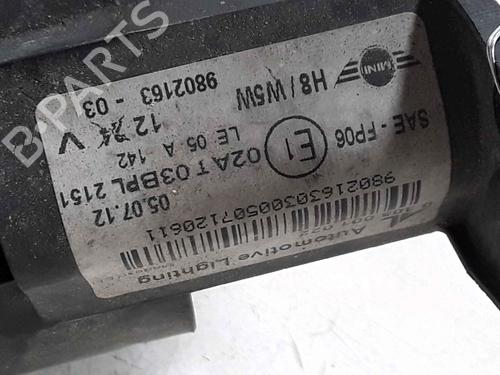 MINI
H8 / W5W
9802163 - 03
SAE - FP06
E1
LE 05 A 142
12 V
02AT 03BPL 2151
05.07.12
98021630300507120611
Automotive Lighting
B-PARTS